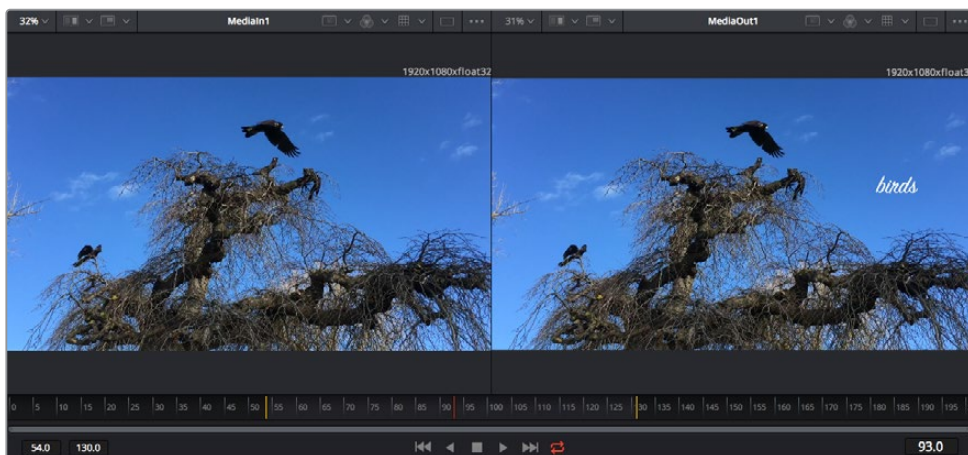 32% MediaIn1 31% MediaOut1
1920x1080xfloat32 1920x1080xfloat3
birds
0 5 10 15 20 25 30 35 40 45 50 55 60 65 70 75 80 85 90 95 100 105 110 115 120 125 130 135 140 145 150 155 160 165 170 175 180 185 190 195
54.0 130.0 93.0